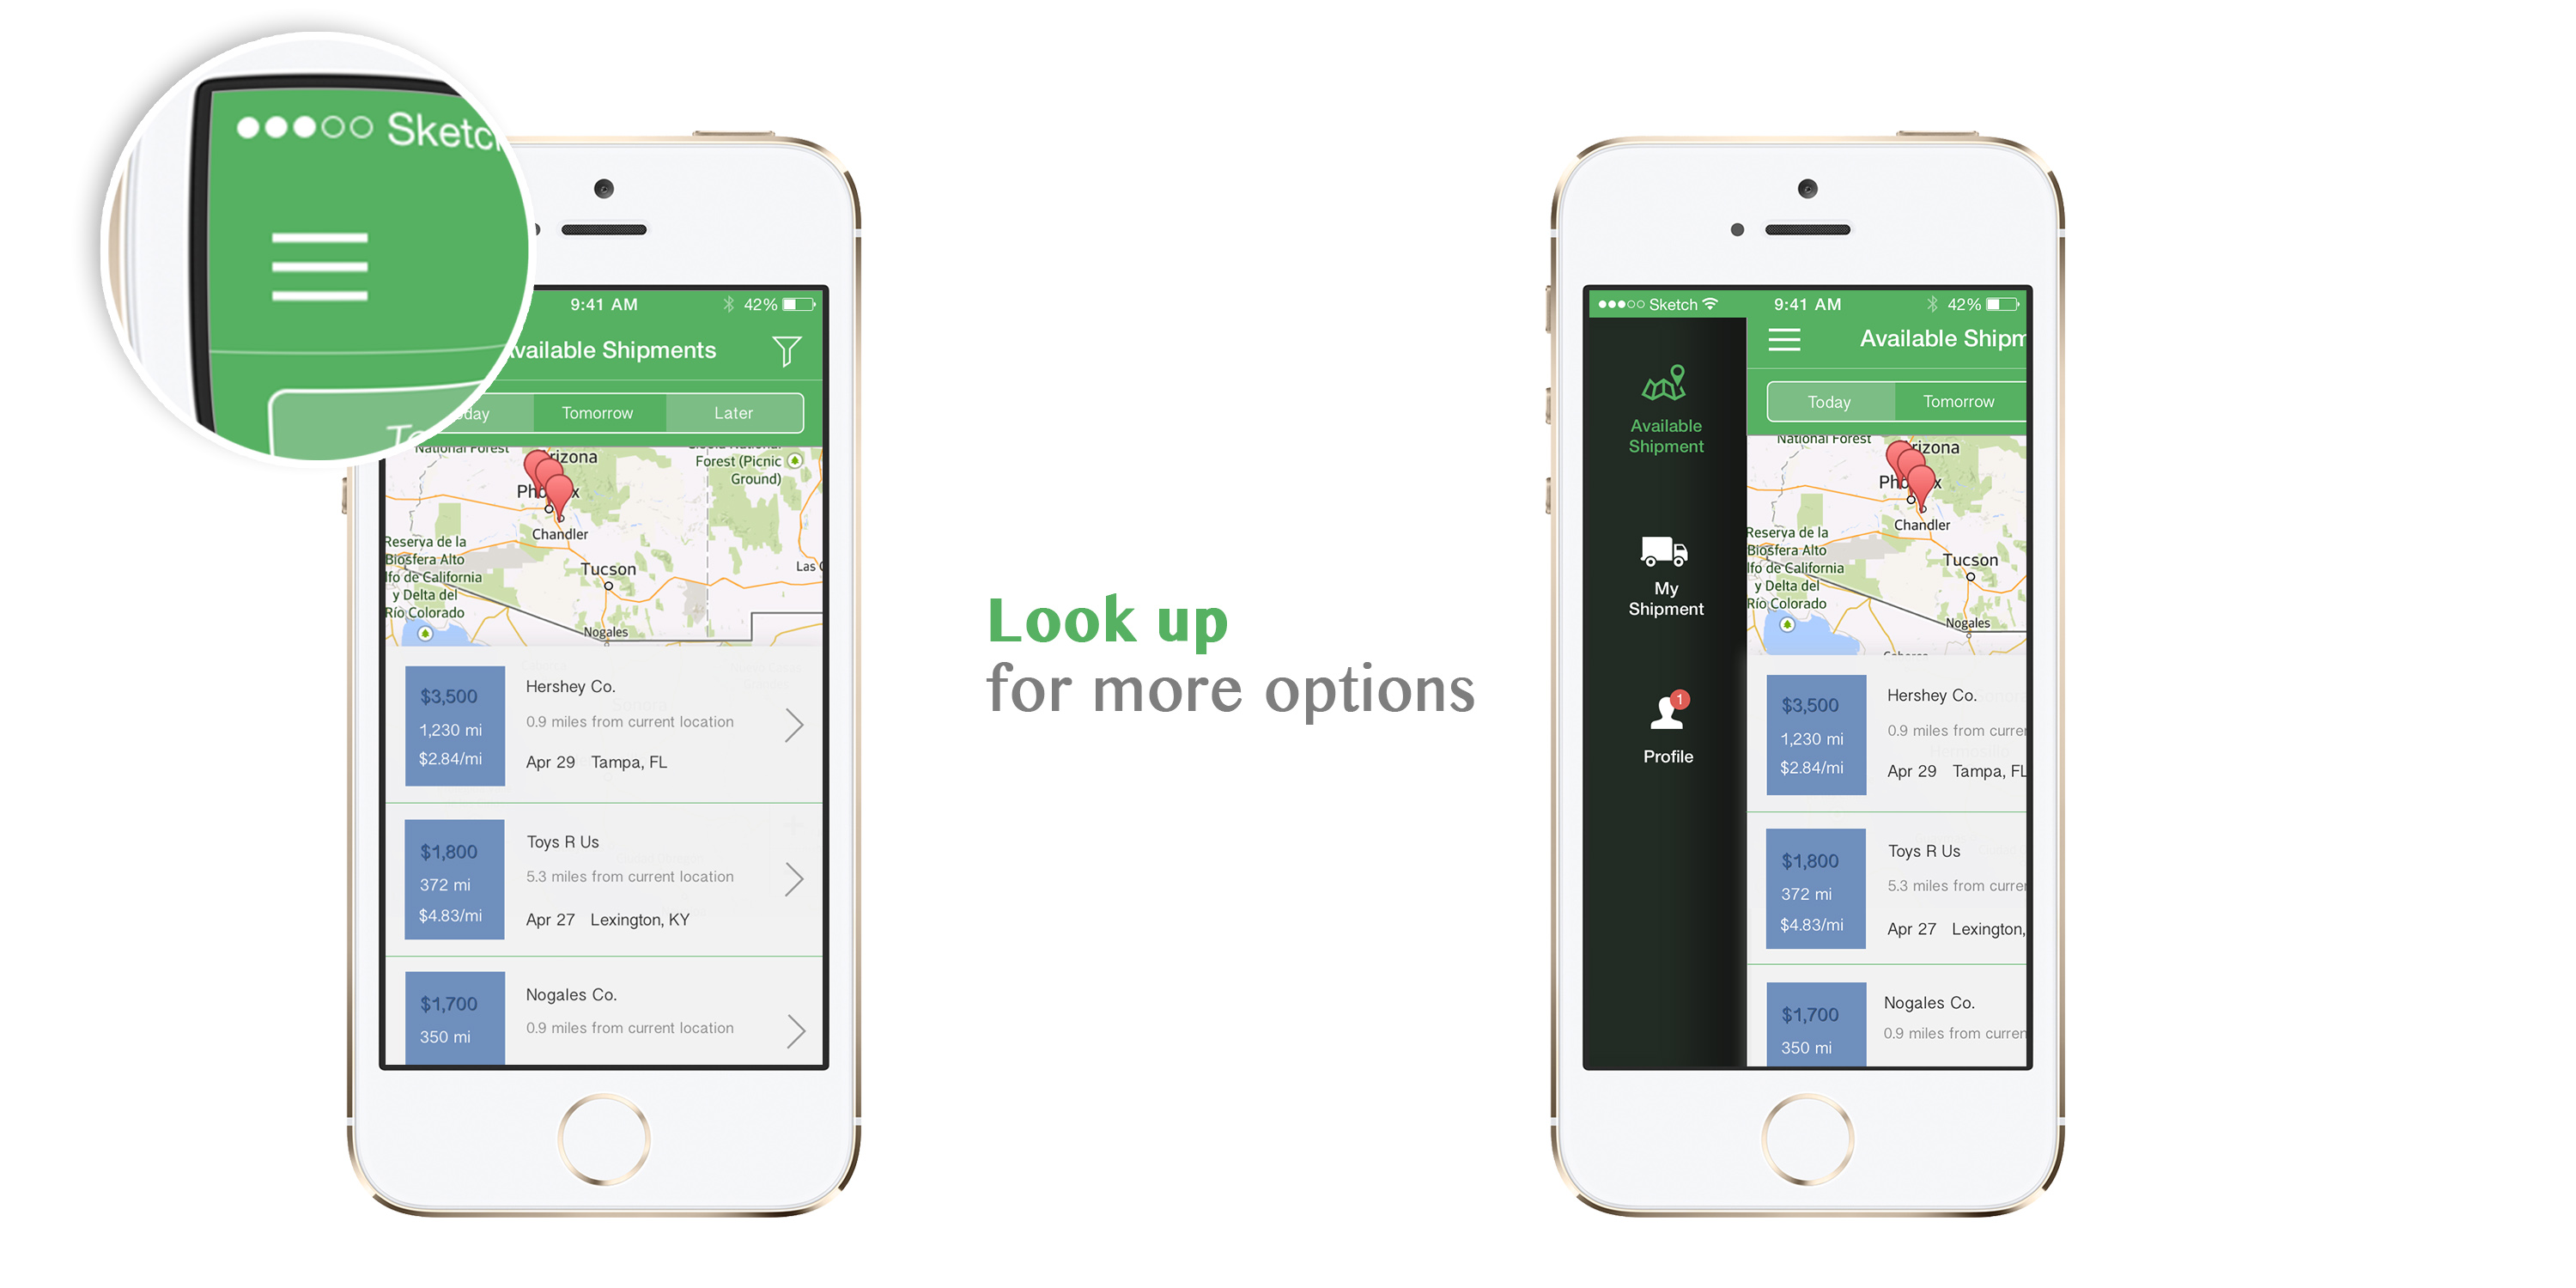 ●●●○○ Sketc
9:41 AM 42%
vailable Shipments
day Tomorrow Later
National Forest
rizona
Forest (Picnic
Ground)
Chandler
Reserva de la
Biosfera Alto
lfo de California
y Delta del
Río Colorado
Tucson
Las
Nogales
$3,500
1,230 mi
$2.84/mi
Hershey Co.
0.9 miles from current location
Apr 29 Tampa, FL
$1,800
372 mi
$4.83/mi
Toys R Us
5.3 miles from current location
Apr 27 Lexington, KY
$1,700
350 mi
Nogales Co.
0.9 miles from current location
Look up
for more options
●●●○○ Sketch 9:41 AM 42%
Available Shipm
Today Tomorrow
Available
Shipment
My
Shipment
1
Profile
National Forest
rizona
Chandler
Reserva de la
Biosfera Alto
lfo de California
y Delta del
Río Colorado
Tucson
Nogales
$3,500
1,230 mi
$2.84/mi
Hershey Co.
0.9 miles from curre
Apr 29 Tampa, FL
$1,800
372 mi
$4.83/mi
Toys R Us
5.3 miles from curre
Apr 27 Lexington,
$1,700
350 mi
Nogales Co.
0.9 miles from curren